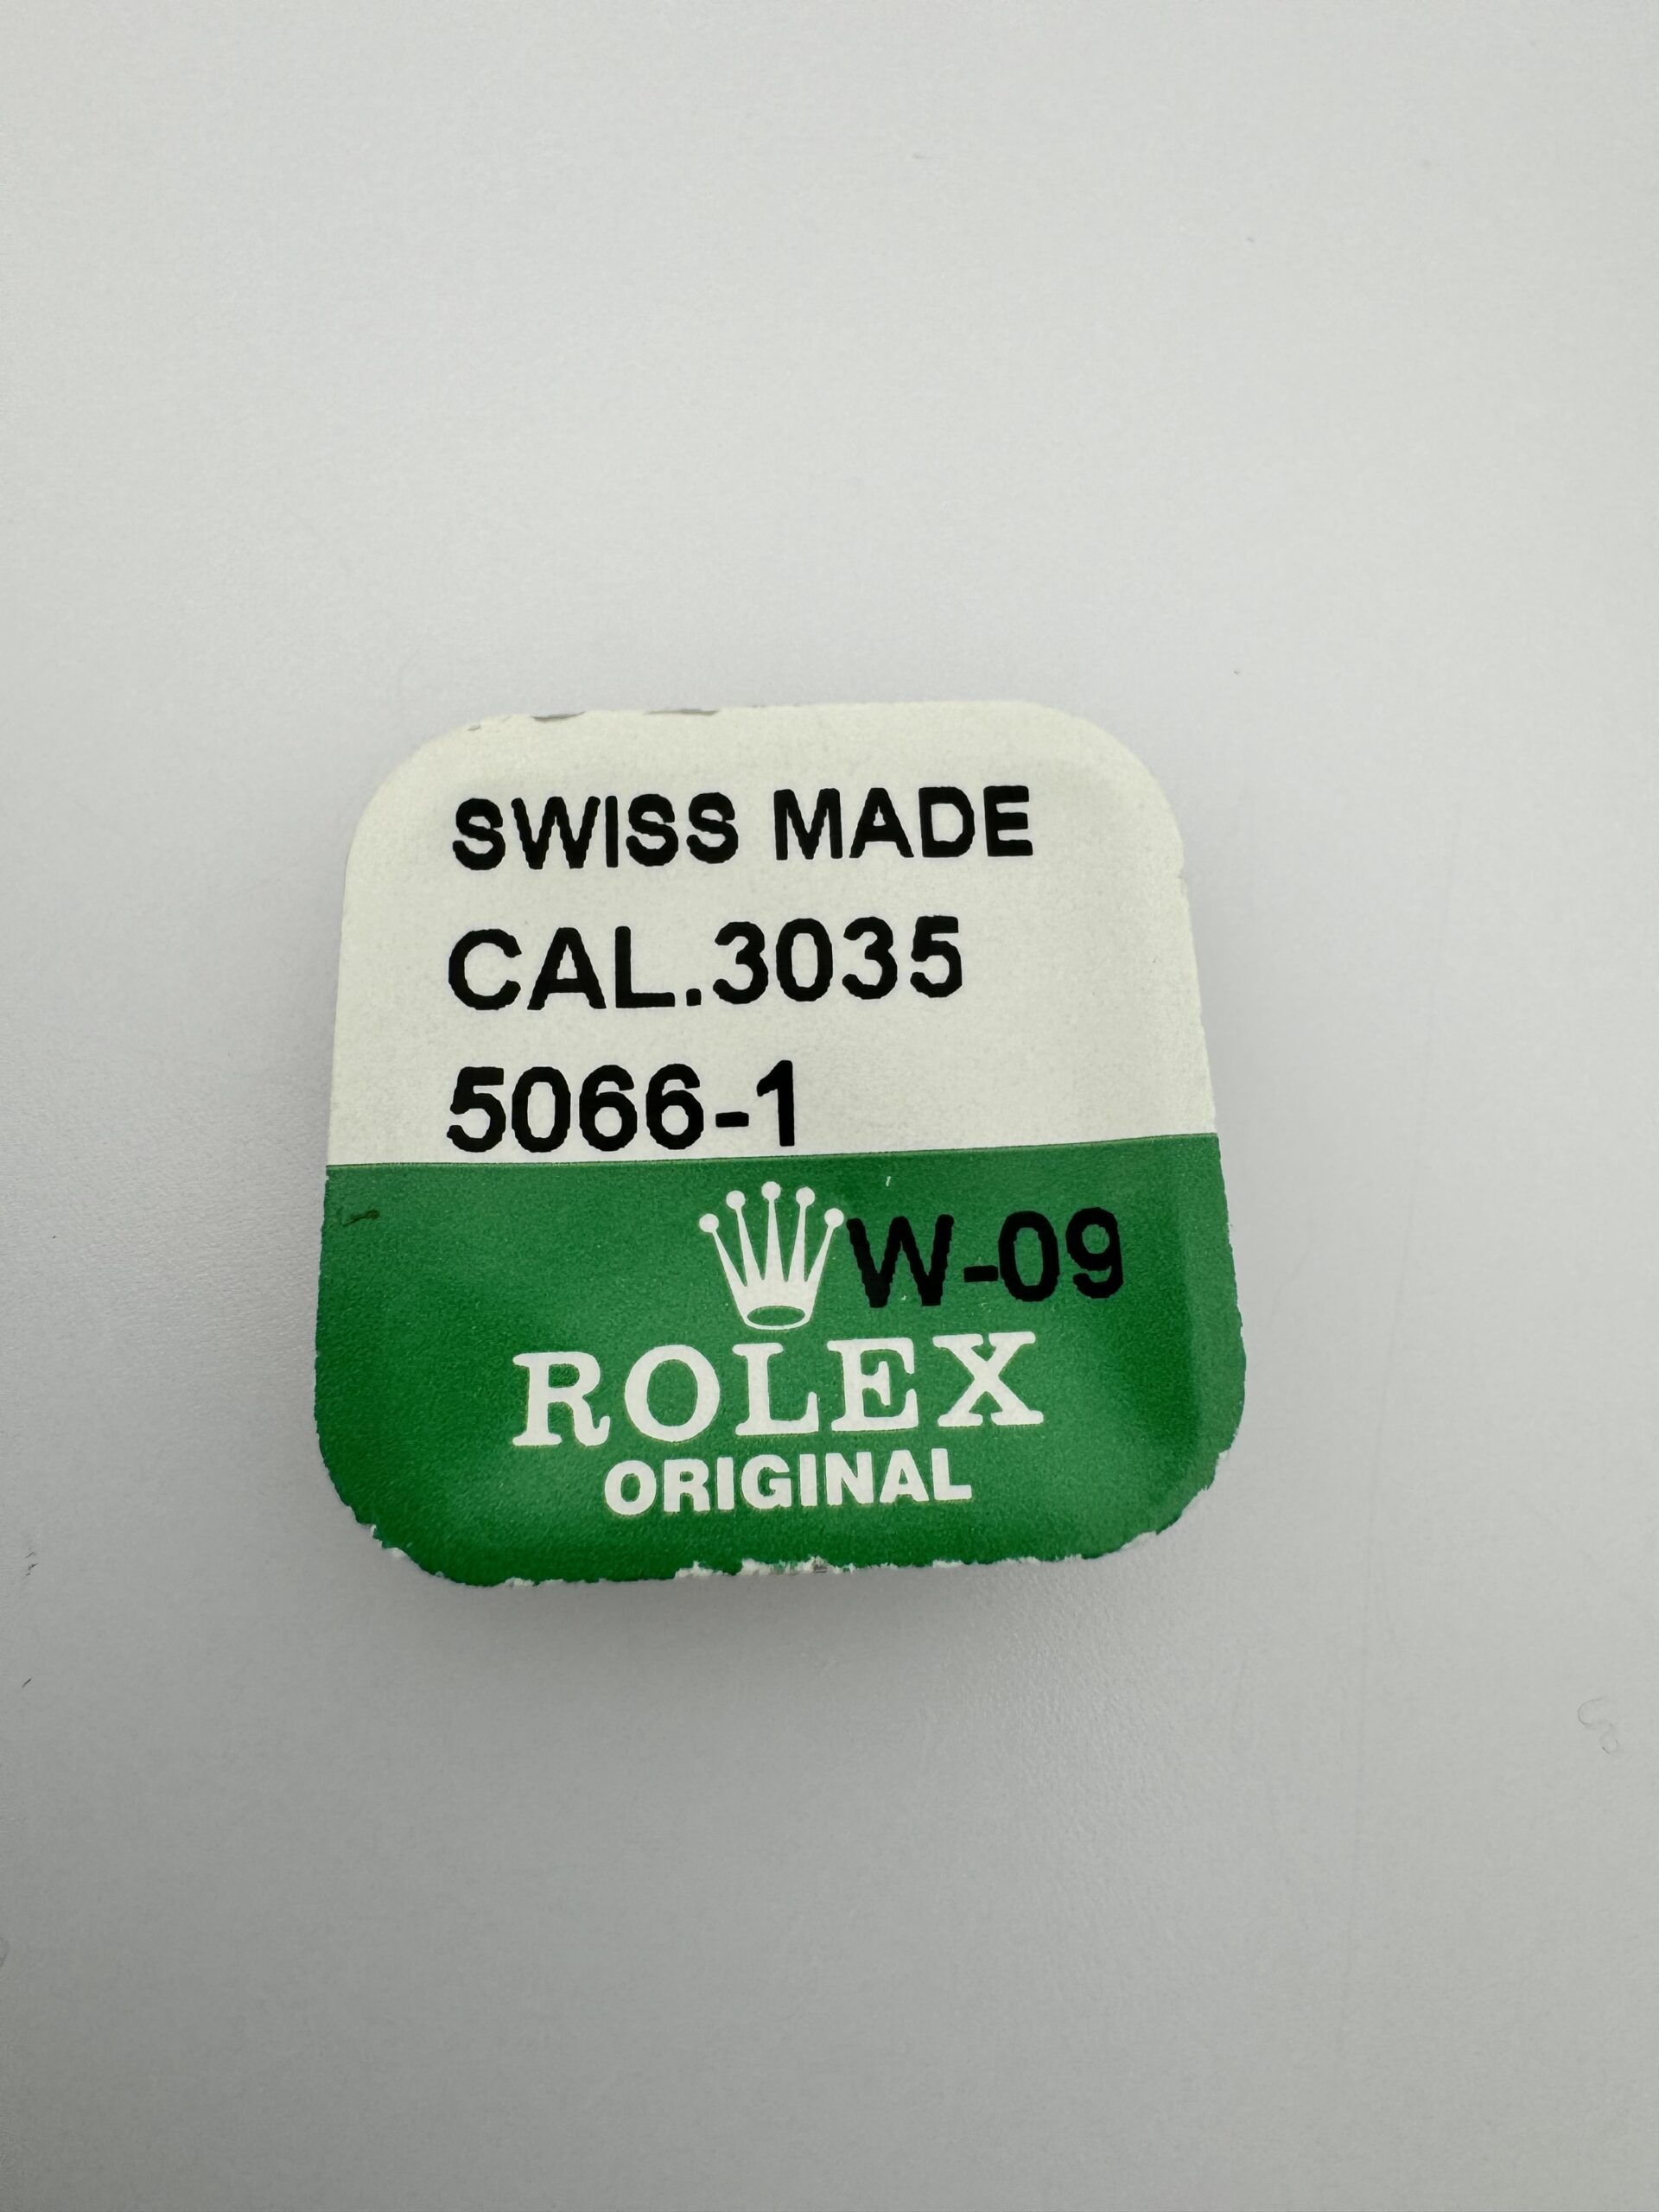 SWISS MADE
CAL.3035
5066-1
W-09
ROLEX
ORIGINAL